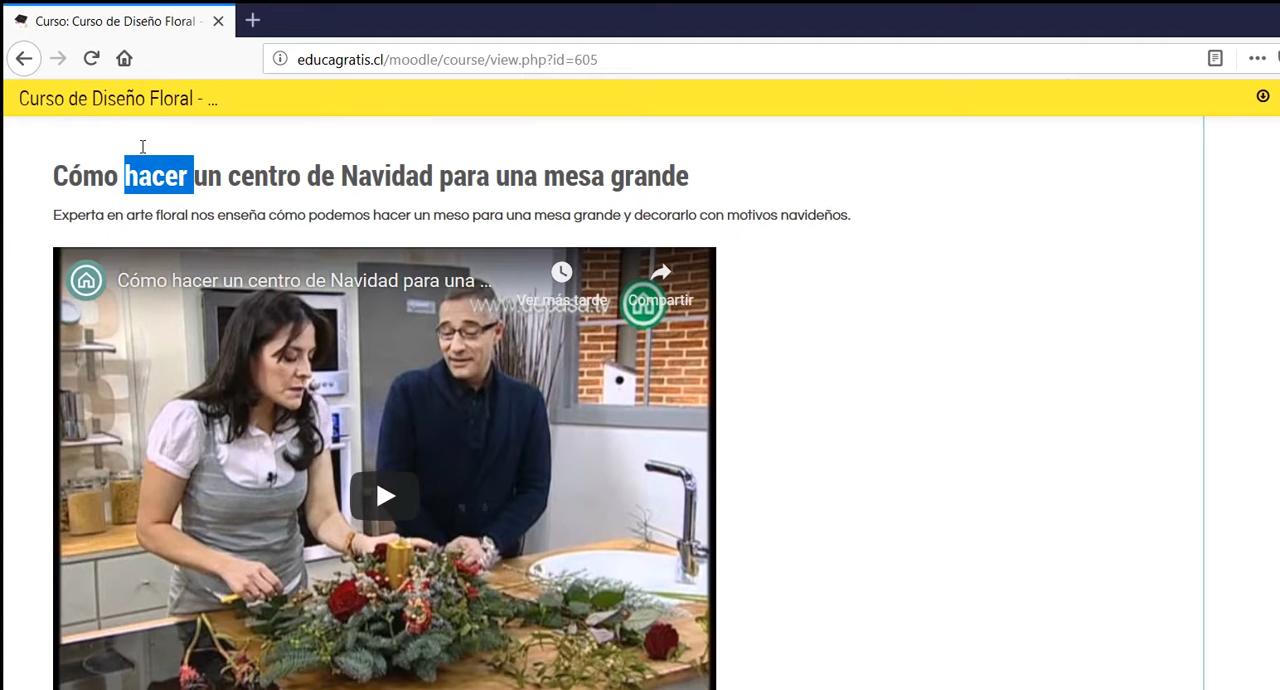 Curso: Curso de Diseño Floral -
educagratis.cl/moodle/course/view.php?id=605
Curso de Diseño Floral - ...
Cómo hacer un centro de Navidad para una mesa grande
Experta en arte floral nos enseña cómo podemos hacer un meso para una mesa grande y decorarlo con motivos navideños.
Cómo hacer un centro de Navidad para una ...
Ver más tarde
Compartir
www.decasa.tv